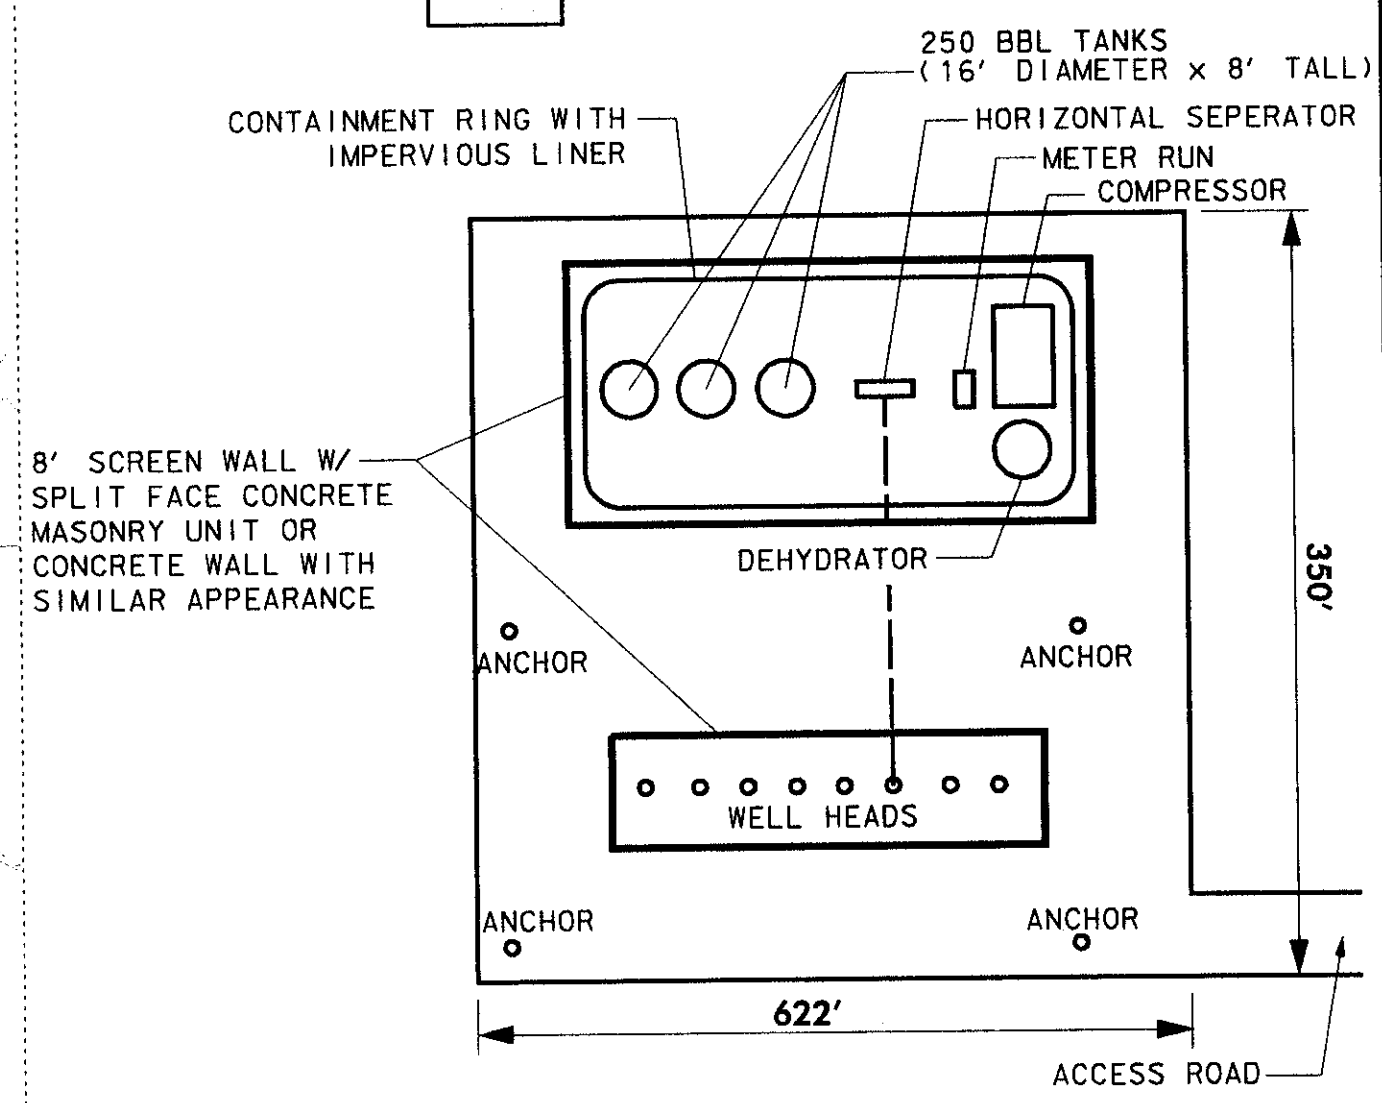 250 BBL TANKS
(16' DIAMETER x 8' TALL)
CONTAINMENT RING WITH
IMPERVIOUS LINER
HORIZONTAL SEPERATOR
METER RUN
COMPRESSOR
8' SCREEN WALL W/
SPLIT FACE CONCRETE
MASONRY UNIT OR
CONCRETE WALL WITH
SIMILAR APPEARANCE
DEHYDRATOR
350'
ANCHOR
ANCHOR
WELL HEADS
ANCHOR
ANCHOR
622'
ACCESS ROAD